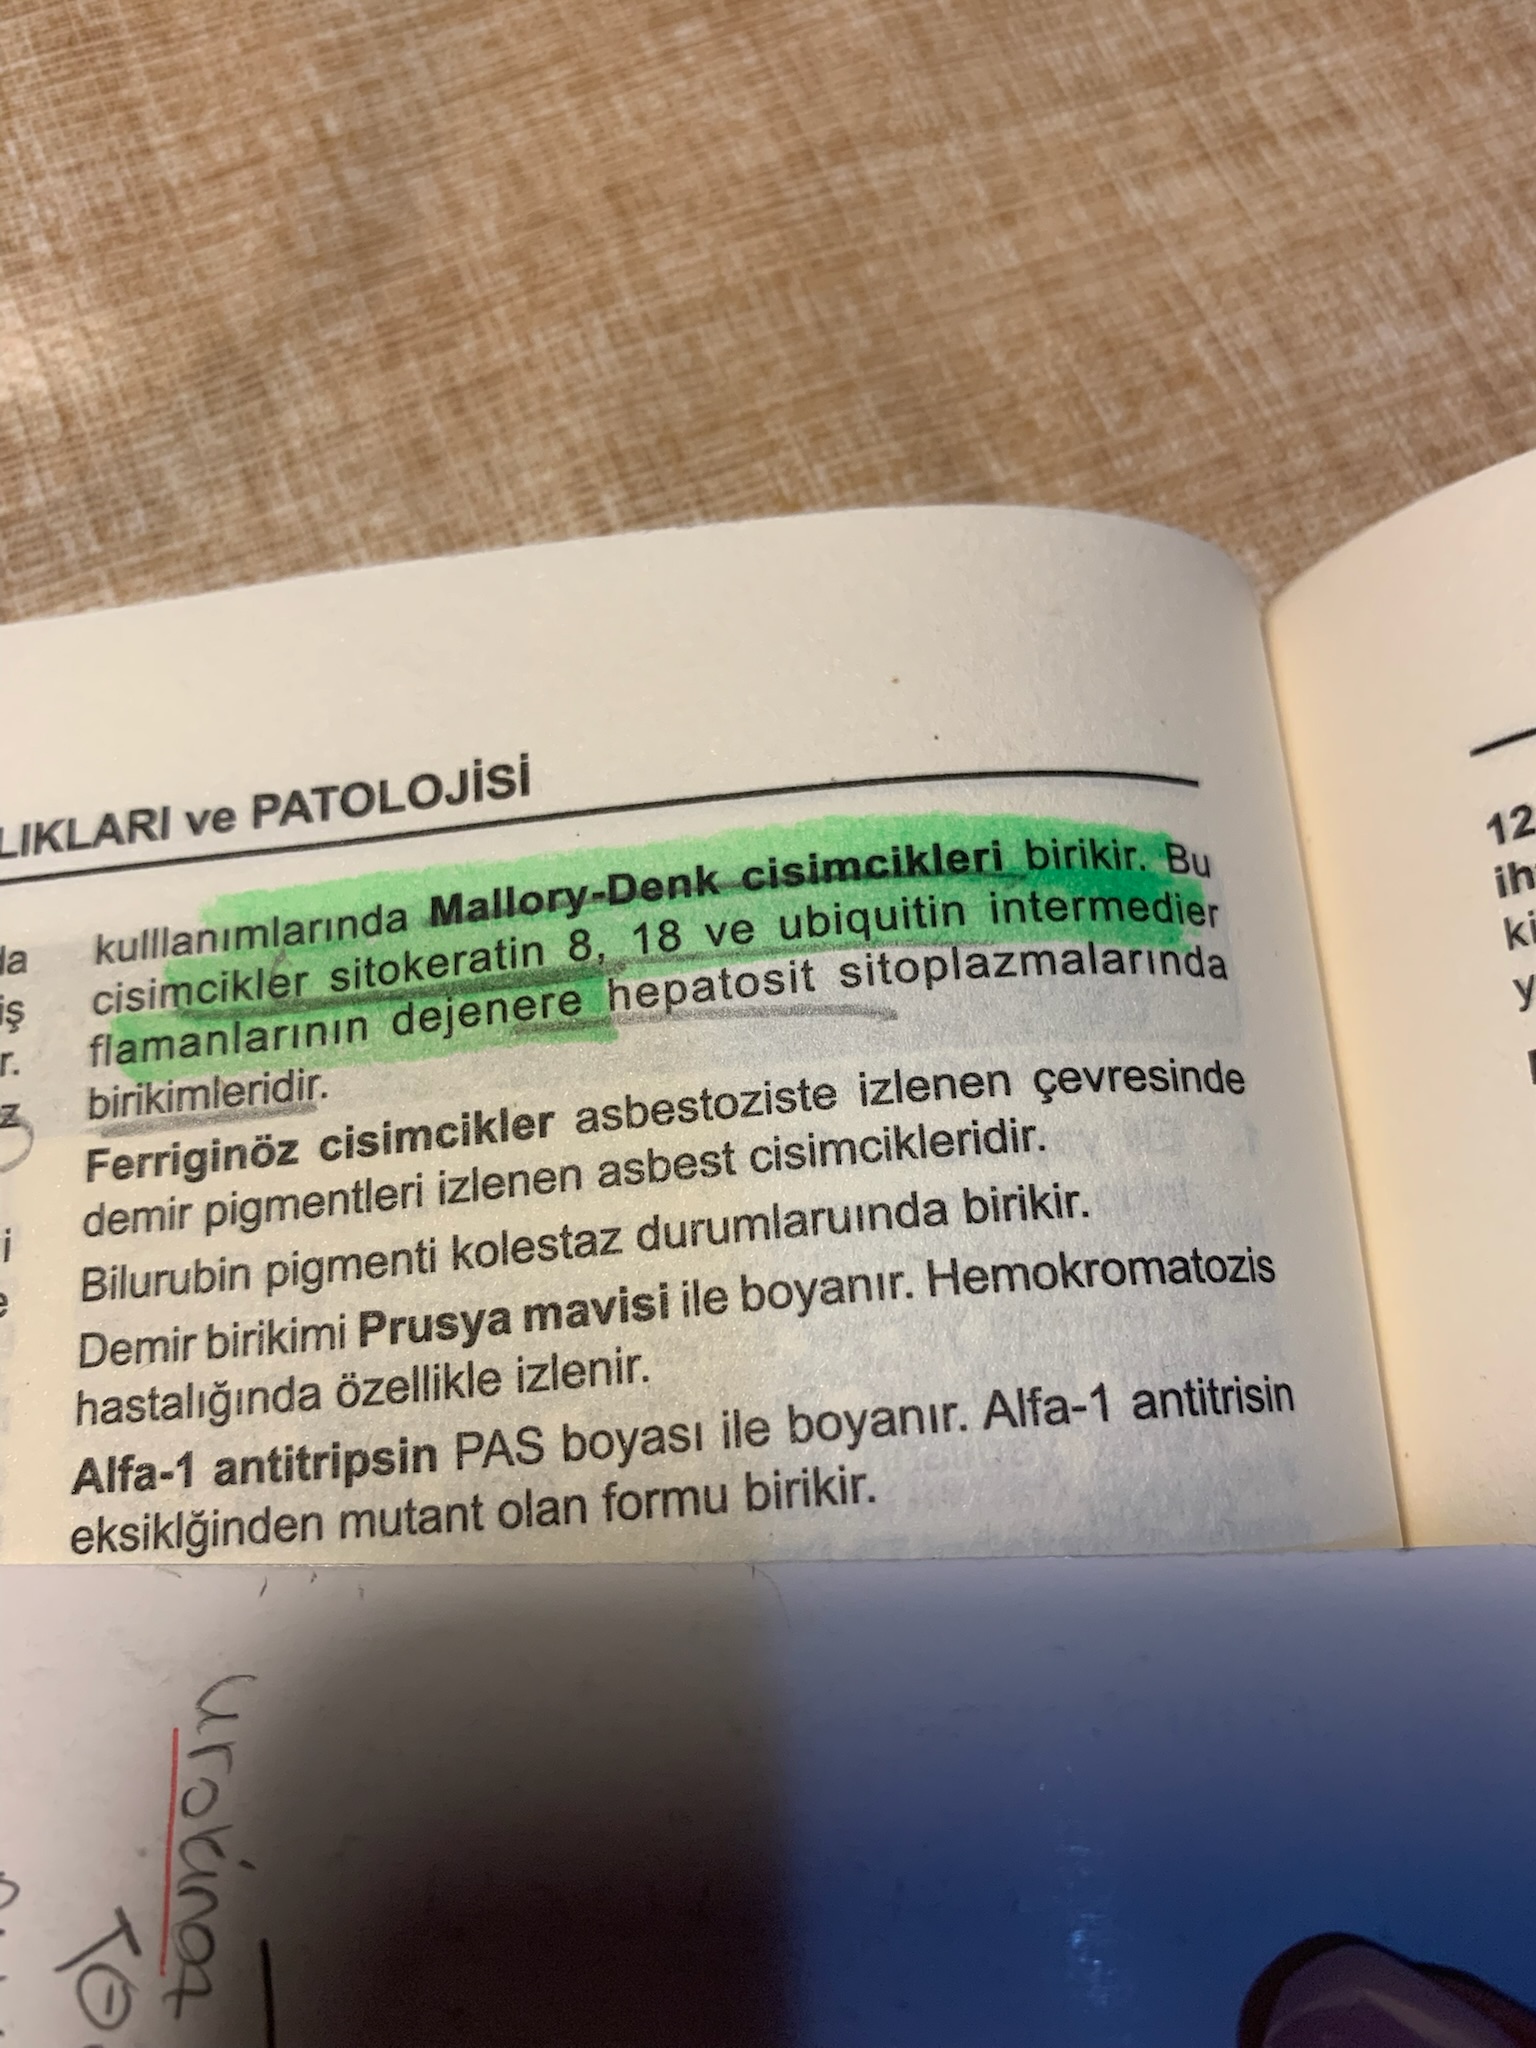 LIKLARI ve PATOLOJİSİ
kulllanımlarında Mallory-Denk cisimcikleri birikir. Bu
cisimcikler sitokeratin 8, 18 ve ubiquitin intermedier
flamanlarının dejenere hepatosit sitoplazmalarında
birikimleridir.
Ferriginöz cisimcikler asbestoziste izlenen çevresinde
demir pigmentleri izlenen asbest cisimcikleridir.
Bilurubin pigmenti kolestaz durumlaruında birikir.
Demir birikimi Prusya mavisi ile boyanır. Hemokromatozis
hastalığında özellikle izlenir.
Alfa-1 antitripsin PAS boyası ile boyanır. Alfa-1 antitrisin
eksiklğinden mutant olan formu birikir.
da
iş
r.
z
i
e
12
ih
ki
y